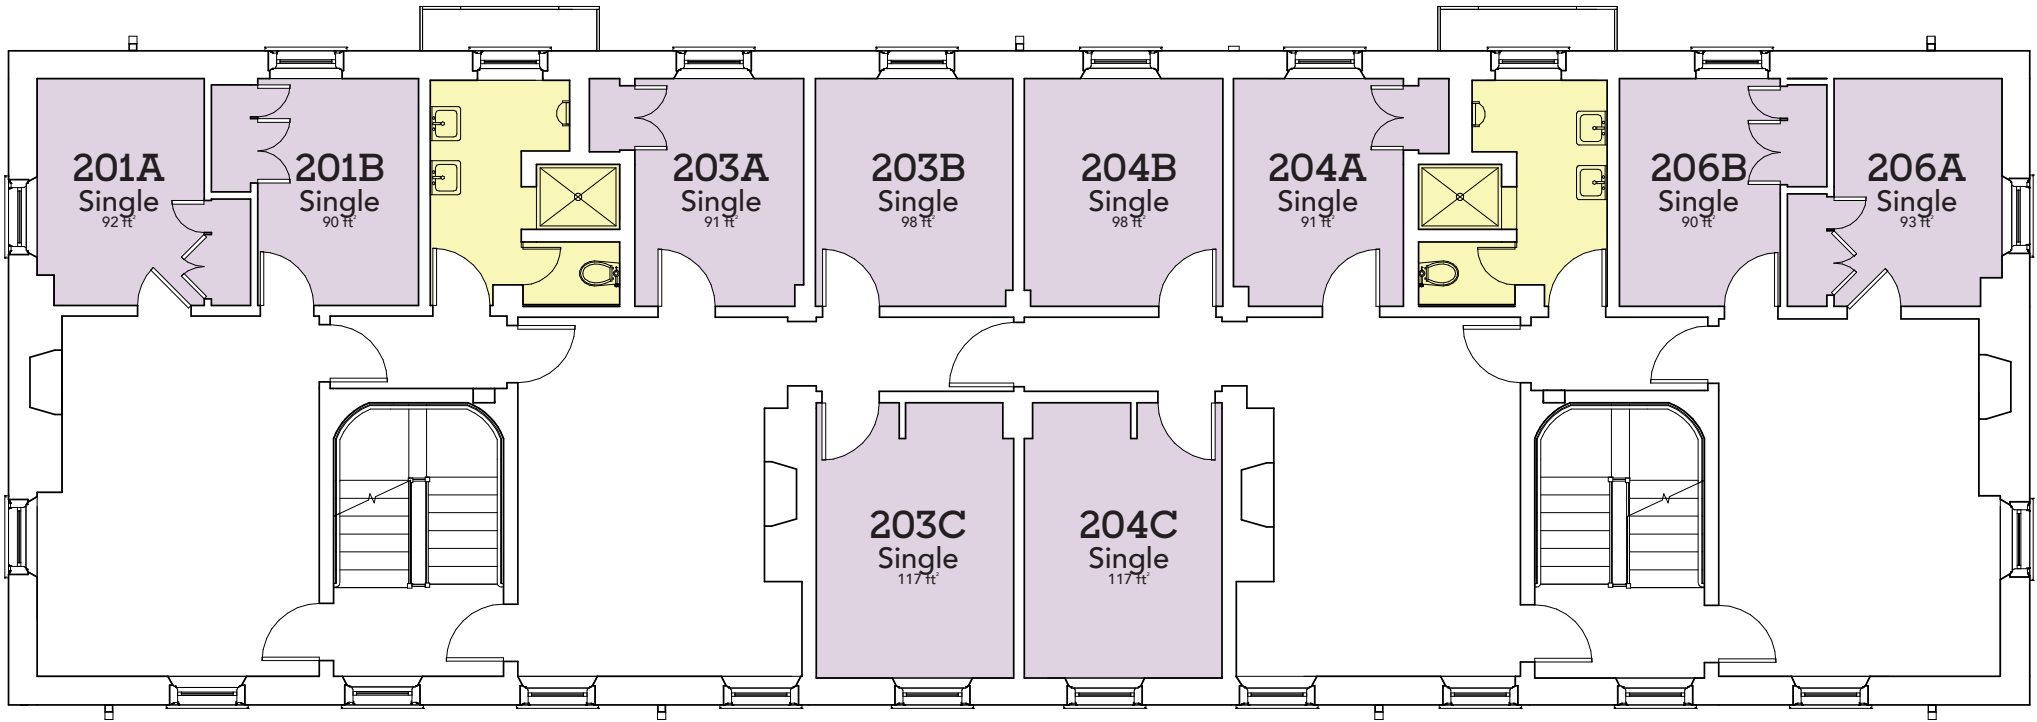 201A
Single
92 ft²
201B
Single
90 ft²
203A
Single
91 ft²
203B
Single
98 ft²
204B
Single
98 ft²
204A
Single
91 ft²
206B
Single
90 ft²
206A
Single
93 ft²
203C
Single
117 ft²
204C
Single
117 ft²